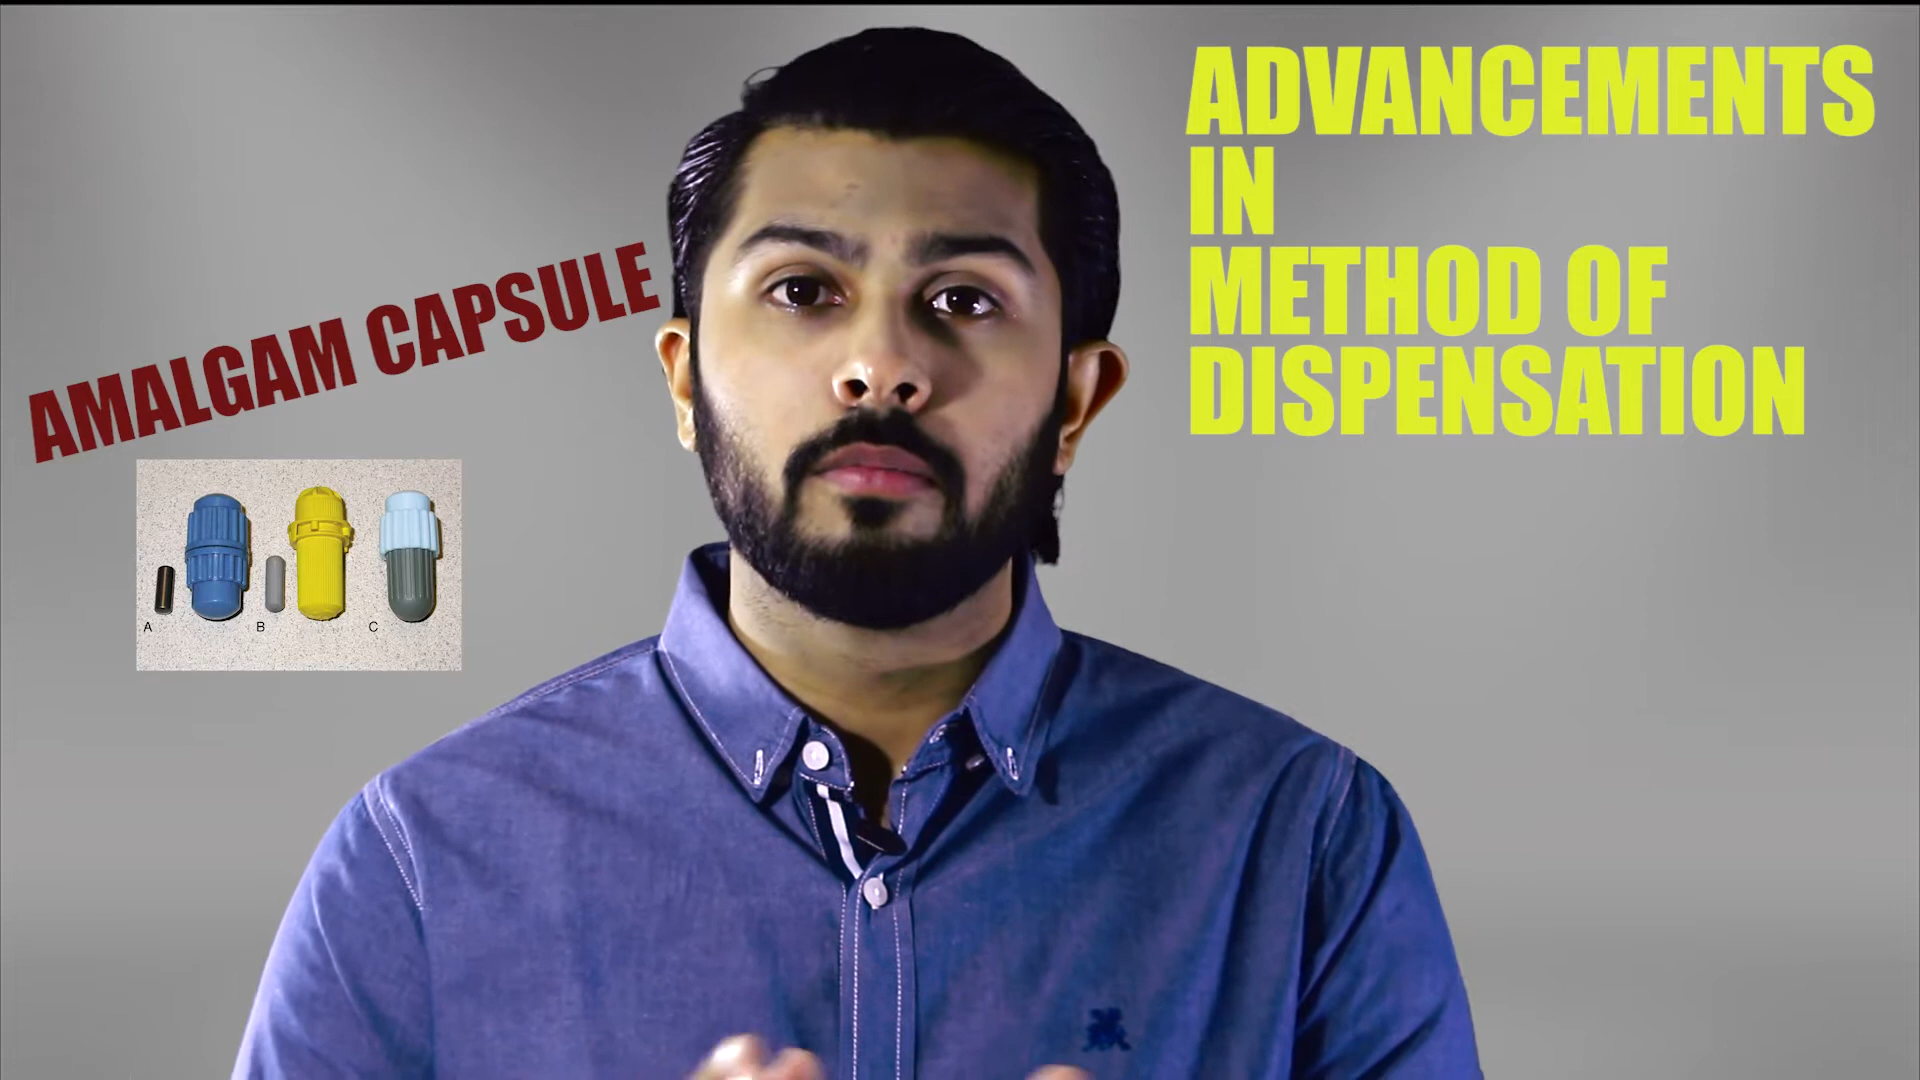 ADVANCEMENTS
IN
METHOD OF
DISPENSATION
AMALGAM CAPSULE
A B C